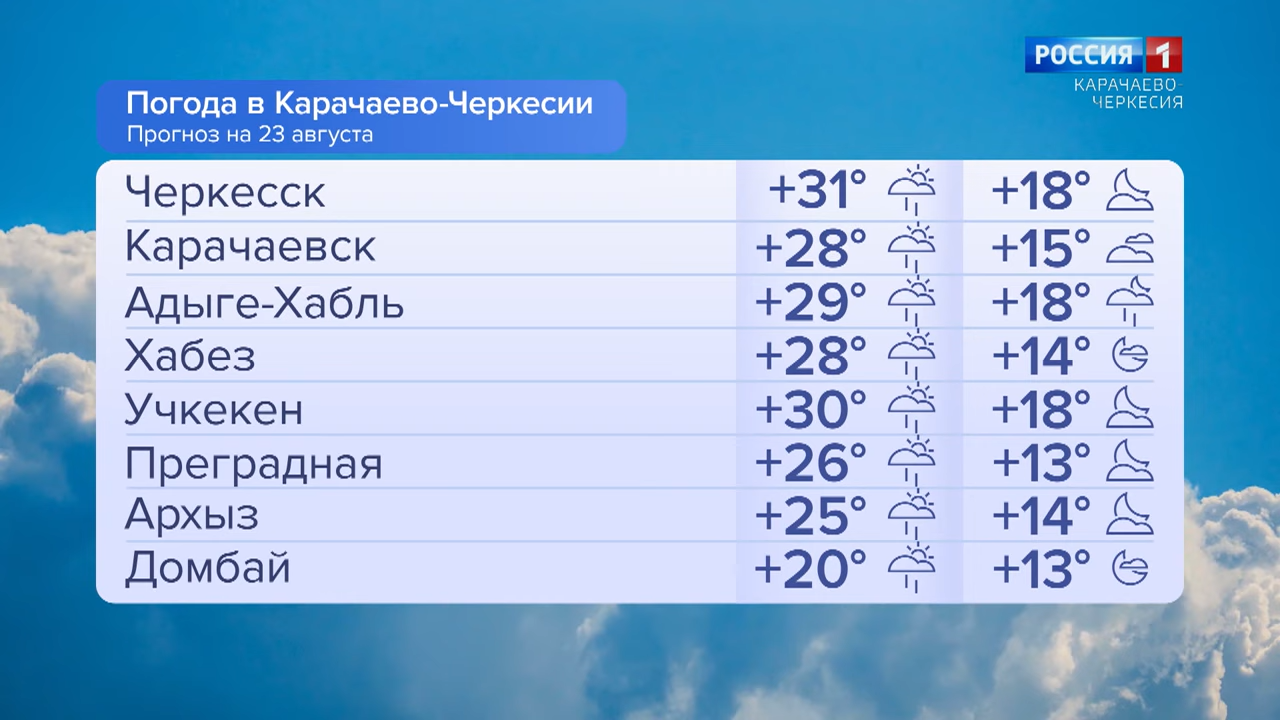 РОССИЯ 1
КАРАЧАЕВО-
ЧЕРКЕСИЯ
Погода в Карачаево-Черкесии
Прогноз на 23 августа
Черкесск +31° +18°
Карачаевск +28° +15°
Адыге-Хабль +29° +18°
Хабез +28° +14°
Учкекен +30° +18°
Преградная +26° +13°
Архыз +25° +14°
Домбай +20° +13°